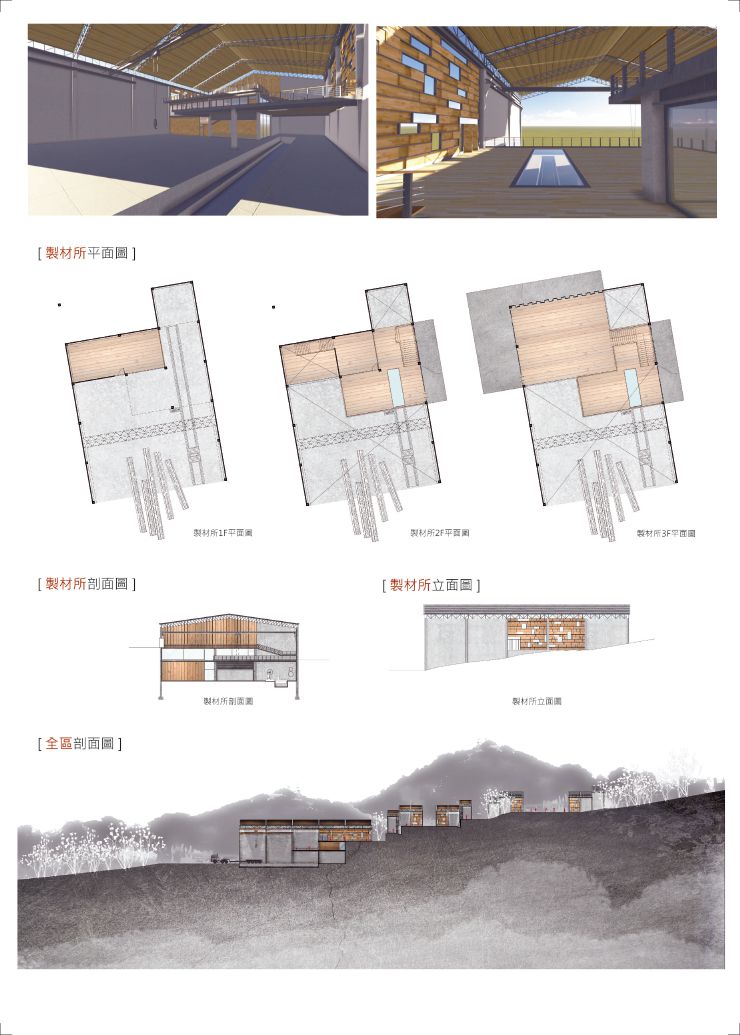 [ 製材所平面圖 ]
製材所1F平面圖
製材所2F平面圖
製材所3F平面圖
[ 製材所剖面圖 ]
[ 製材所立面圖 ]
製材所剖面圖
製材所立面圖
[ 全區剖面圖 ]